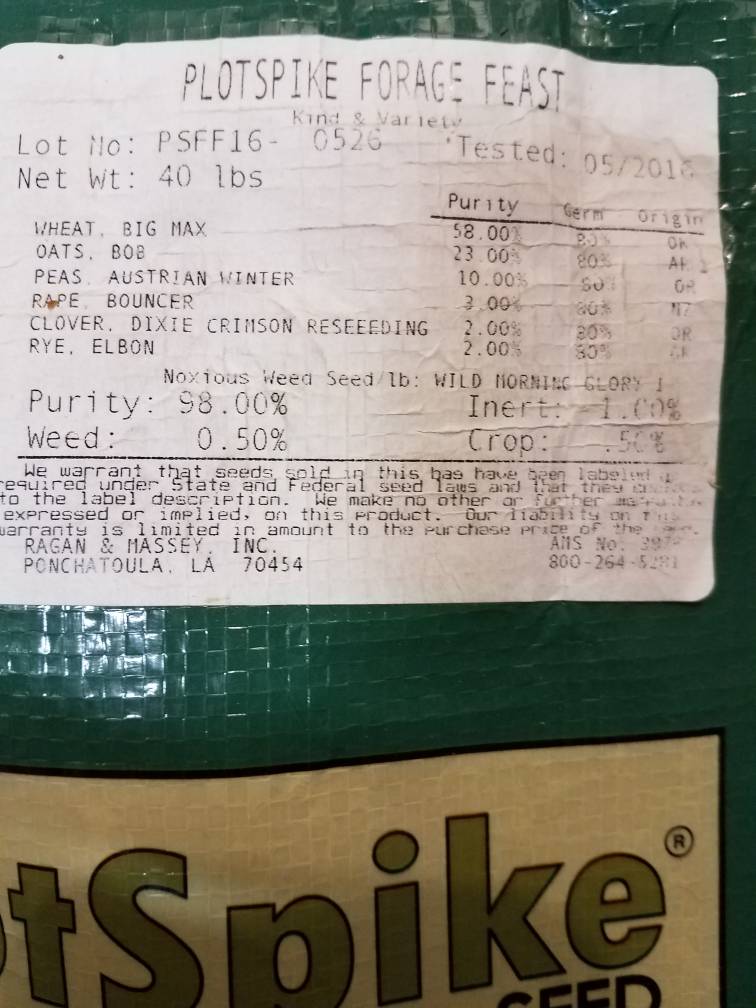 PLOTSPIKE FORAGE FEAST
Kind & Variety
Lot No: PSFF16- 0526 Tested: 05/2016
Net Wt: 40 lbs
Purity Germ Origin
WHEAT, BIG MAX 58.00% 80% OK
OATS, BOB 23.00% 80% AR
PEAS, AUSTRIAN WINTER 10.00% 80% OR
RAPE, BOUNCER 3.00% 80% NZ
CLOVER, DIXIE CRIMSON RESEEEDING 2.00% 80% OR
RYE, ELBON 2.00% 80%
Noxious Weed Seed/lb: WILD MORNING GLORY 1
Purity: 98.00% Inert: 1.00%
Weed: 0.50% Crop: .50%
We warrant that seeds sold in this bag have been labeled
required under State and Federal seed laws and that they
to the label description. We make no other or further
expressed or implied, on this product. Our liability on this
warranty is limited in amount to the purchase price of the
RAGAN & MASSEY, INC. AMS No.
PONCHATOULA, LA 70454 800-264-5281
otSpike®
SEED